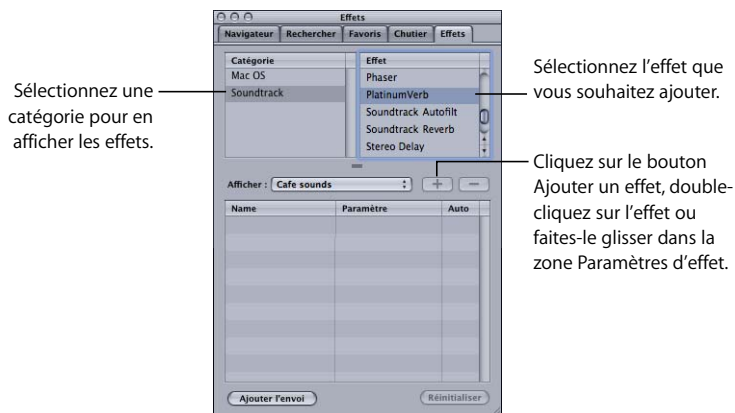 Effets
Navigateur Rechercher Favoris Chutier Effets
Catégorie Effet
Mac OS Phaser
Soundtrack PlatinumVerb
Soundtrack Autofilt
Soundtrack Reverb
Stereo Delay
Sélectionnez une
catégorie pour en
afficher les effets.
Sélectionnez l’effet que
vous souhaitez ajouter.
Afficher : Cafe sounds + −
Cliquez sur le bouton
Ajouter un effet, double-
cliquez sur l’effet ou
faites-le glisser dans la
zone Paramètres d’effet.
Name Paramètre Auto
Ajouter l'envoi Réinitialiser